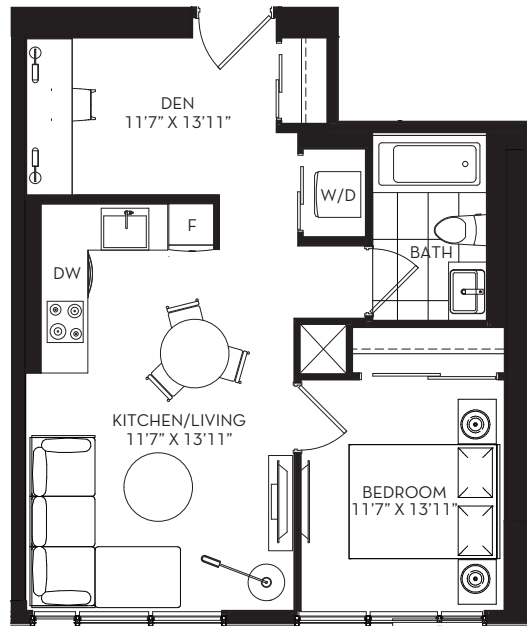 DEN
11'7" X 13'11"
W/D
F
DW
BATH
KITCHEN/LIVING
11'7" X 13'11"
BEDROOM
11'7" X 13'11"